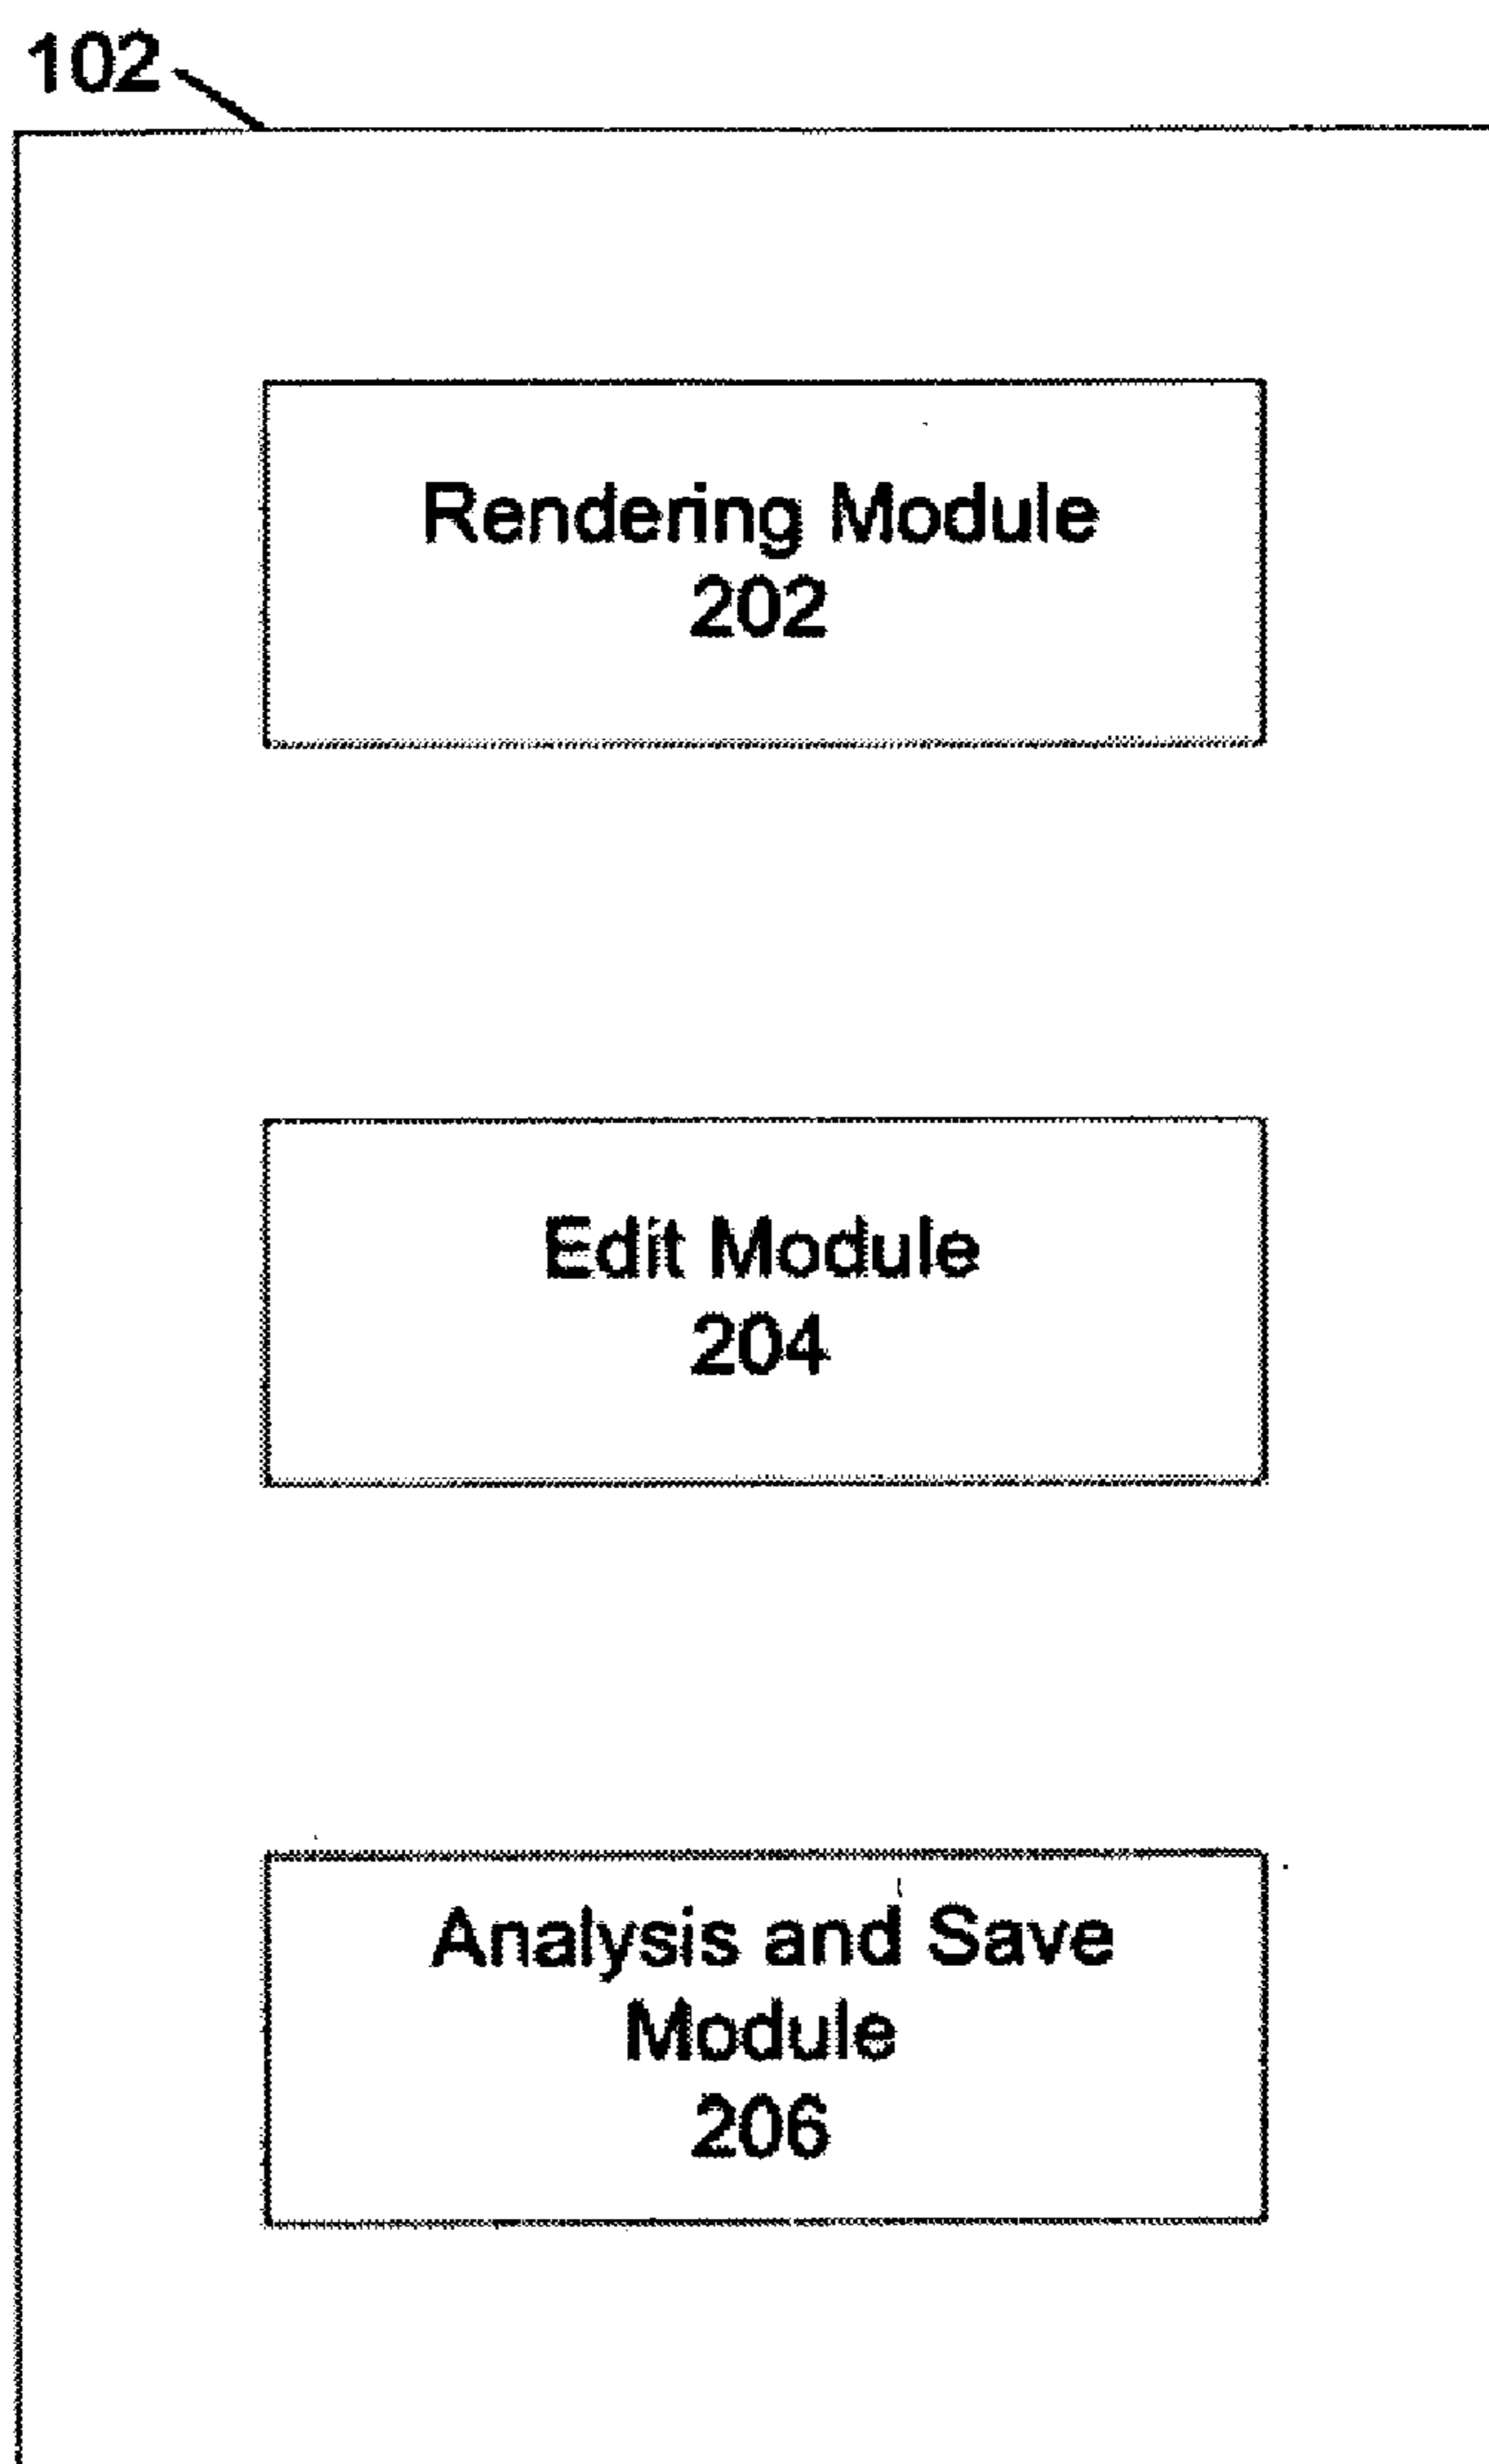 102
Rendering Module
202
Edit Module
204
Analysis and Save
Module
206